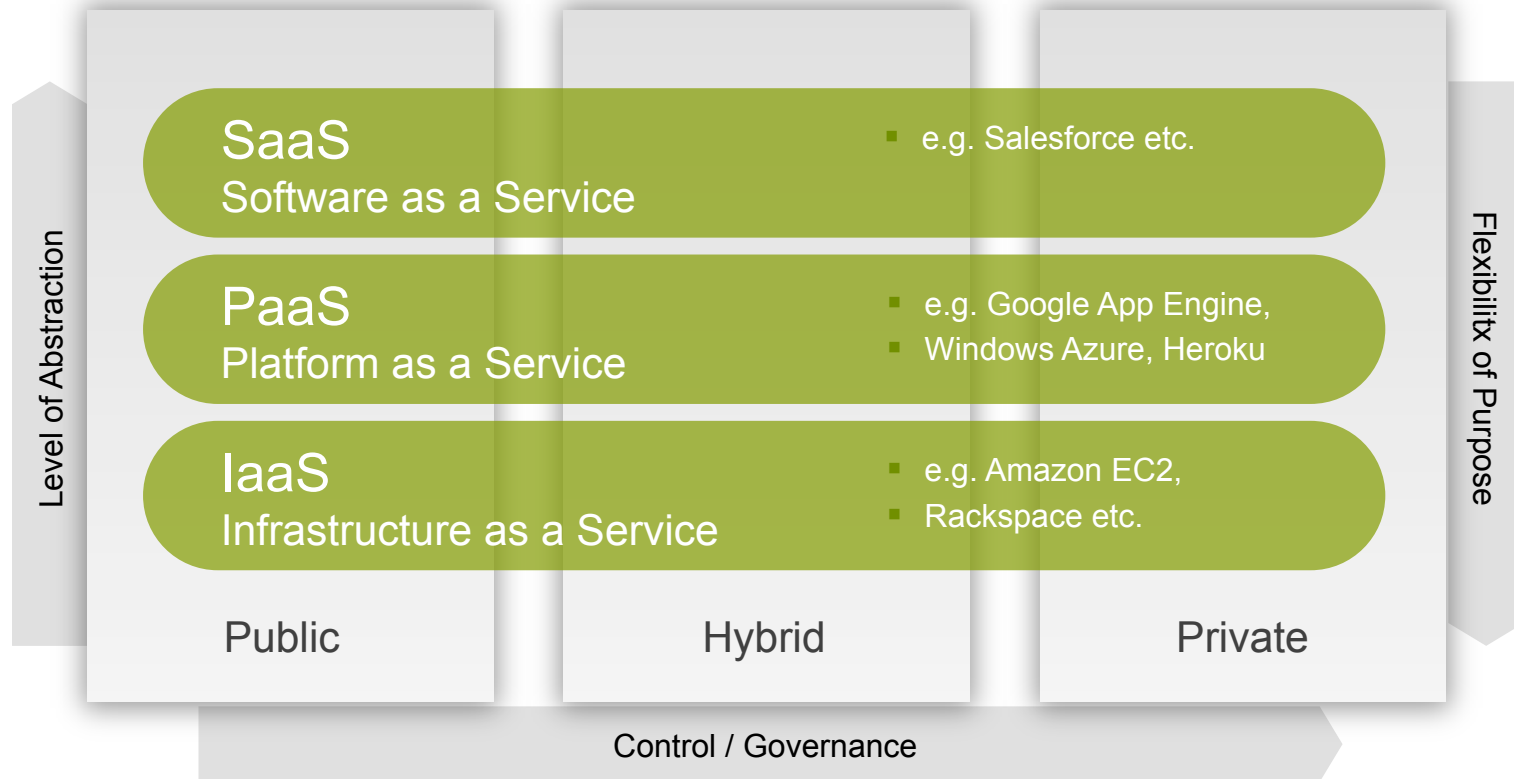 SaaS
Software as a Service
e.g. Salesforce etc.
PaaS
Platform as a Service
e.g. Google App Engine,
Windows Azure, Heroku
IaaS
Infrastructure as a Service
e.g. Amazon EC2,
Rackspace etc.
Public
Hybrid
Private
Level of Abstraction
Flexibilitx of Purpose
Control / Governance